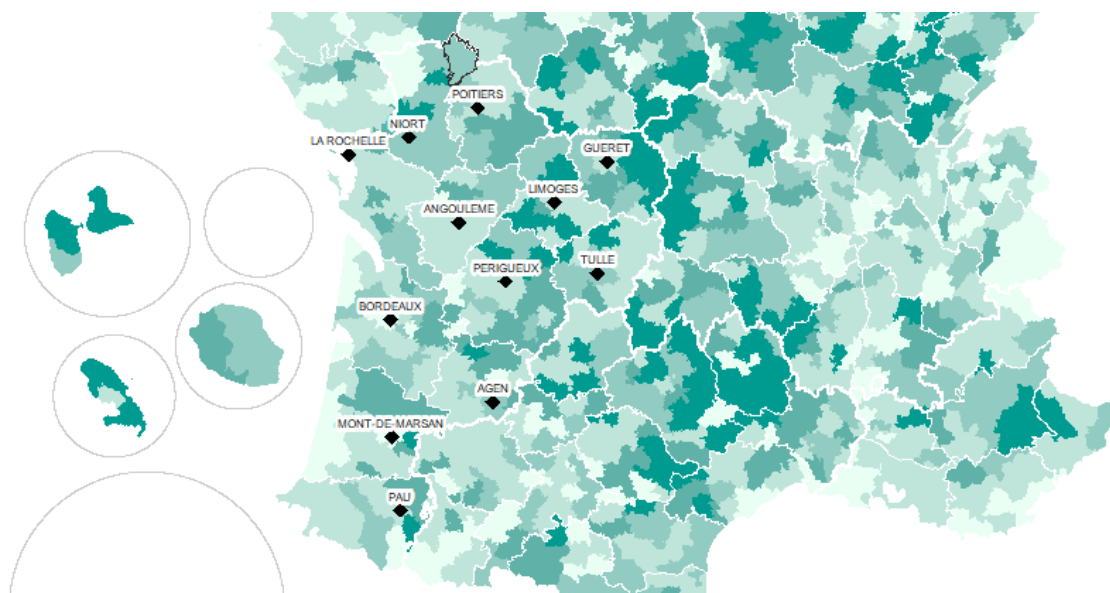 POITIERS
NIORT
LA ROCHELLE
GUERET
LIMOGES
ANGOULEME
TULLE
PERIGUEUX
BORDEAUX
AGEN
MONT-DE-MARSAN
PAU